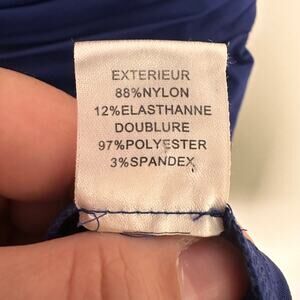 EXTERIEUR
88%NYLON
12%ELASTHANNE
DOUBLURE
97%POLYESTER
3%SPANDEX